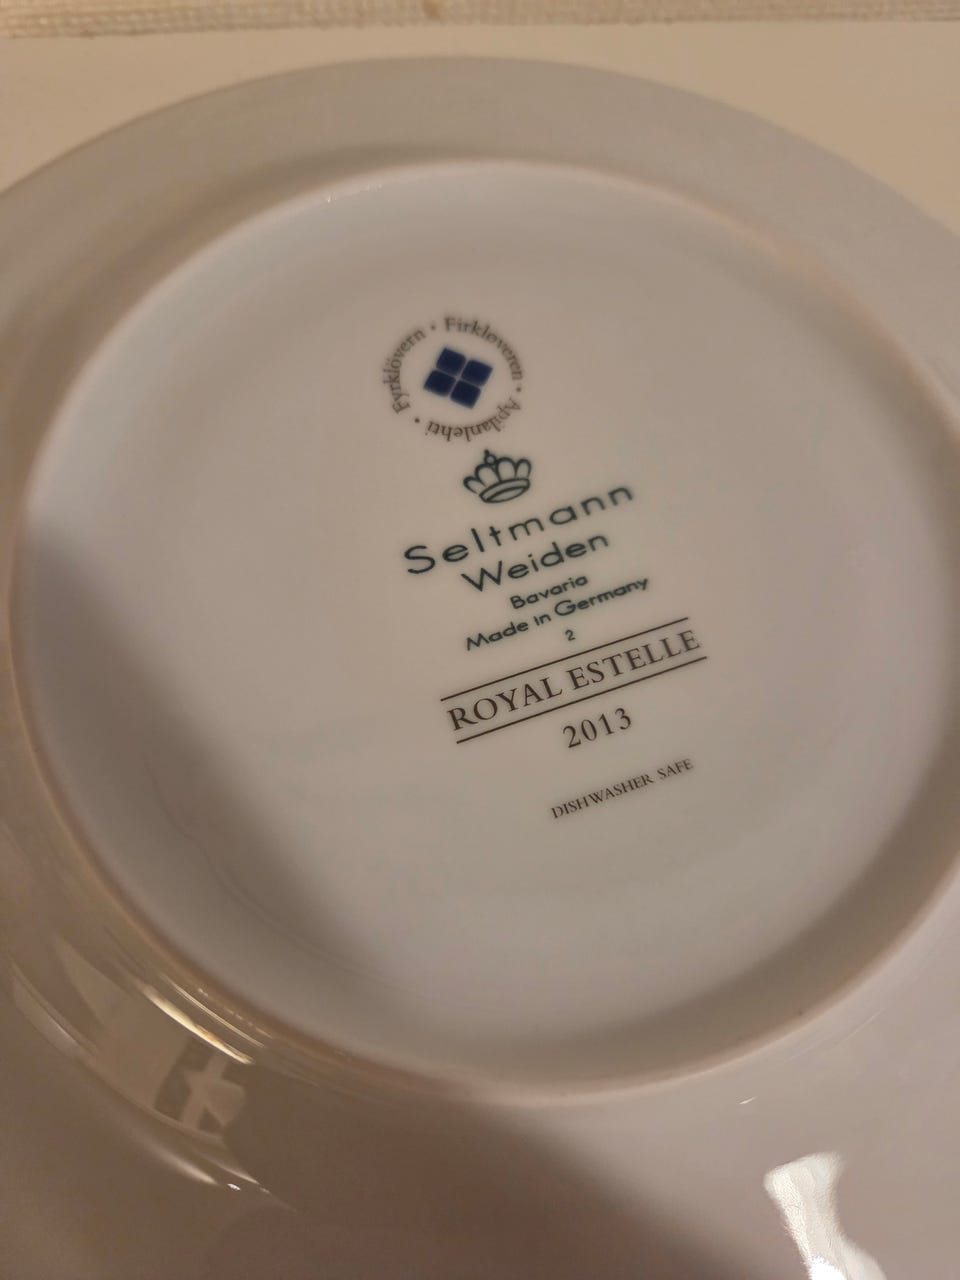 Fyrklövern • Firkløveren • Apilanlehti •
Seltmann
Weiden
Bavaria
Made in Germany
2
ROYAL ESTELLE
2013
DISHWASHER SAFE